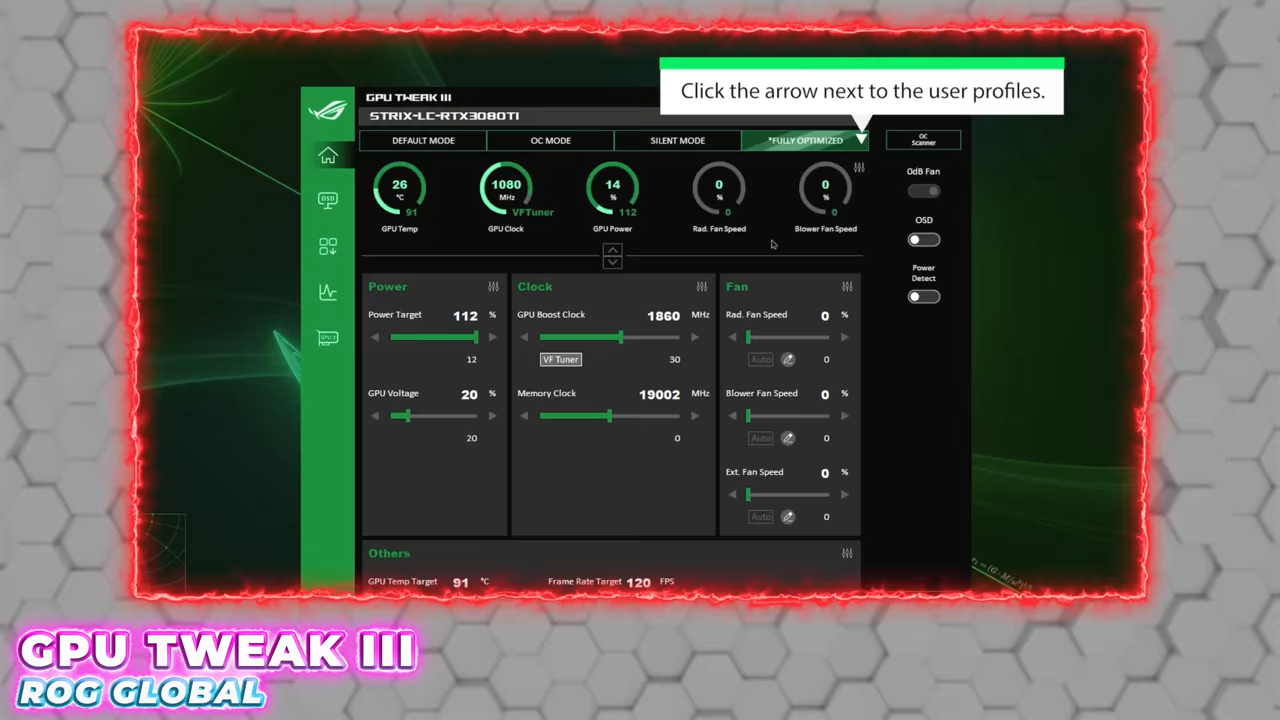 Click the arrow next to the user profiles.
GPU TWEAK III
STRIX-LC-RTX3080TI
DEFAULT MODE
OC MODE
SILENT MODE
*FULLY OPTIMIZED
OC Scanner
26 °C 91
GPU Temp
1080 MHz VFTuner
GPU Clock
14 % 112
GPU Power
0 % 0
Rad. Fan Speed
0 % 0
Blower Fan Speed
0dB Fan
OSD
Power Detect
OSD
Power
Power Target 112 %
12
GPU Voltage 20 %
20
Clock
GPU Boost Clock 1860 MHz
VF Tuner 30
Memory Clock 19002 MHz
0
Fan
Rad. Fan Speed 0 %
Auto 0
Blower Fan Speed 0 %
Auto 0
Ext. Fan Speed 0 %
Auto 0
Others
GPU Temp Target 91 °C
Frame Rate Target 120 FPS
GPU TWEAK III
ROG GLOBAL